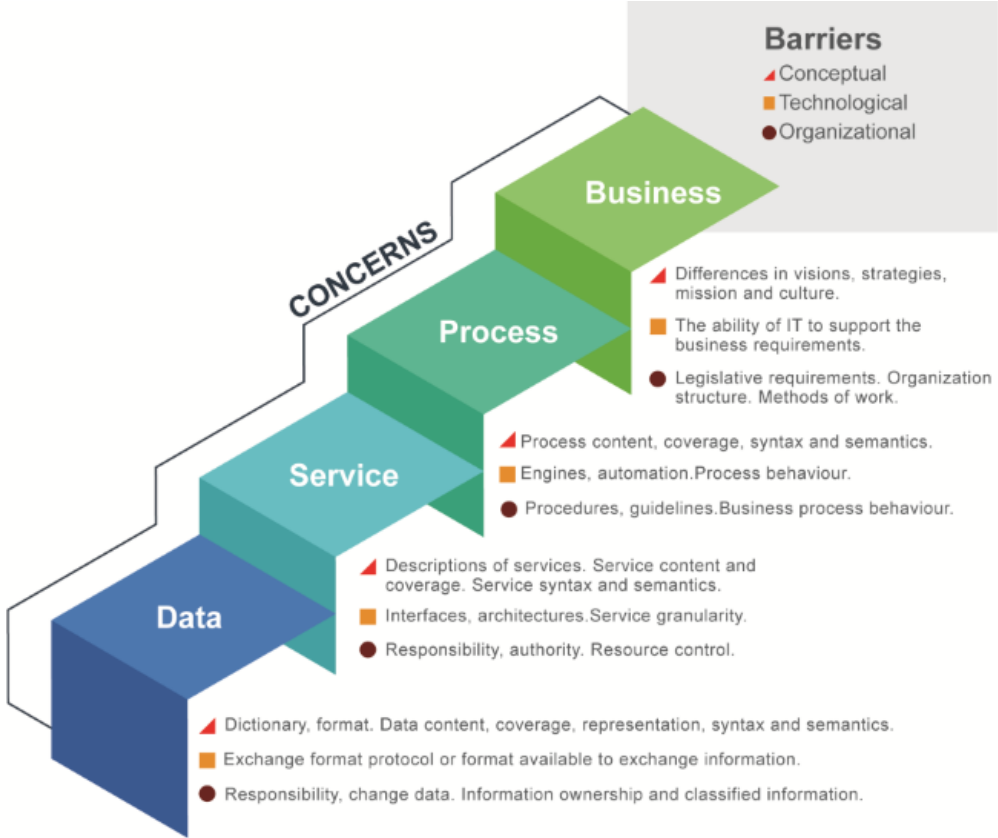 Barriers
Conceptual
Technological
Organizational
CONCERNS
Business
Differences in visions, strategies,
mission and culture.
The ability of IT to support the
business requirements.
Legislative requirements. Organization
structure. Methods of work.
Process
Process content, coverage, syntax and semantics.
Engines, automation.Process behaviour.
Procedures, guidelines.Business process behaviour.
Service
Descriptions of services. Service content and
coverage. Service syntax and semantics.
Interfaces, architectures.Service granularity.
Responsibility, authority. Resource control.
Data
Dictionary, format. Data content, coverage, representation, syntax and semantics.
Exchange format protocol or format available to exchange information.
Responsibility, change data. Information ownership and classified information.